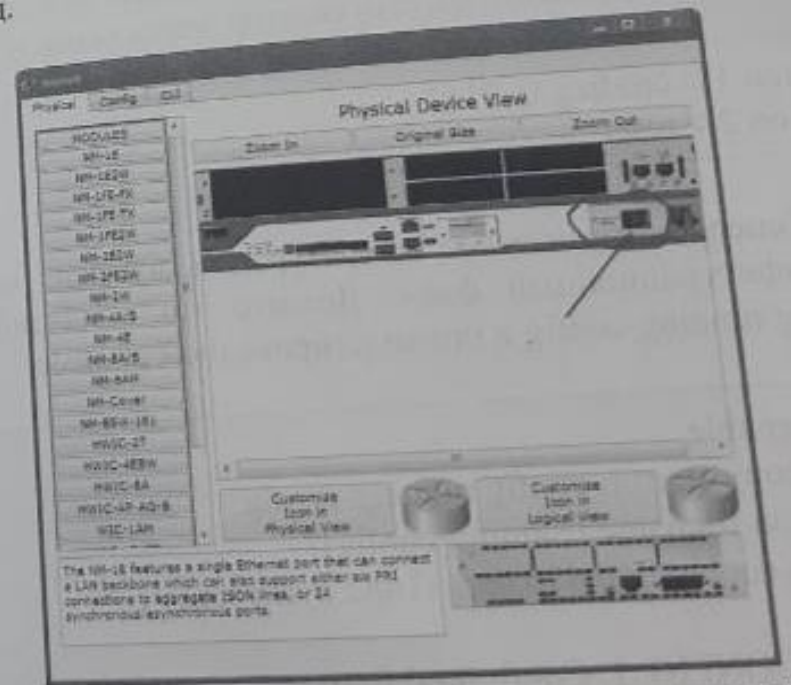 Physical Config CLI
Physical Device View
MODULES
Zoom In
Original Size
Zoom Out
NM-1E
NM-1E2W
NM-1FE-FX
NM-1FE-TX
NM-1FE2W
NM-2E2W
NM-2FE2W
NM-2W
NM-4A/S
NM-4E
NM-8A/S
NM-8AM
NM-Cover
HWIC-2T
HWIC-4ESW
HWIC-8A
HWIC-AP-AG-B
WIC-1AM
Customize
Icon in
Physical View
Customize
Icon in
Logical View
The NM-1E features a single Ethernet port that can connect
a LAN backbone which can also support either six PRI
connections to aggregate ISDN lines, or 24
synchronous/asynchronous ports.